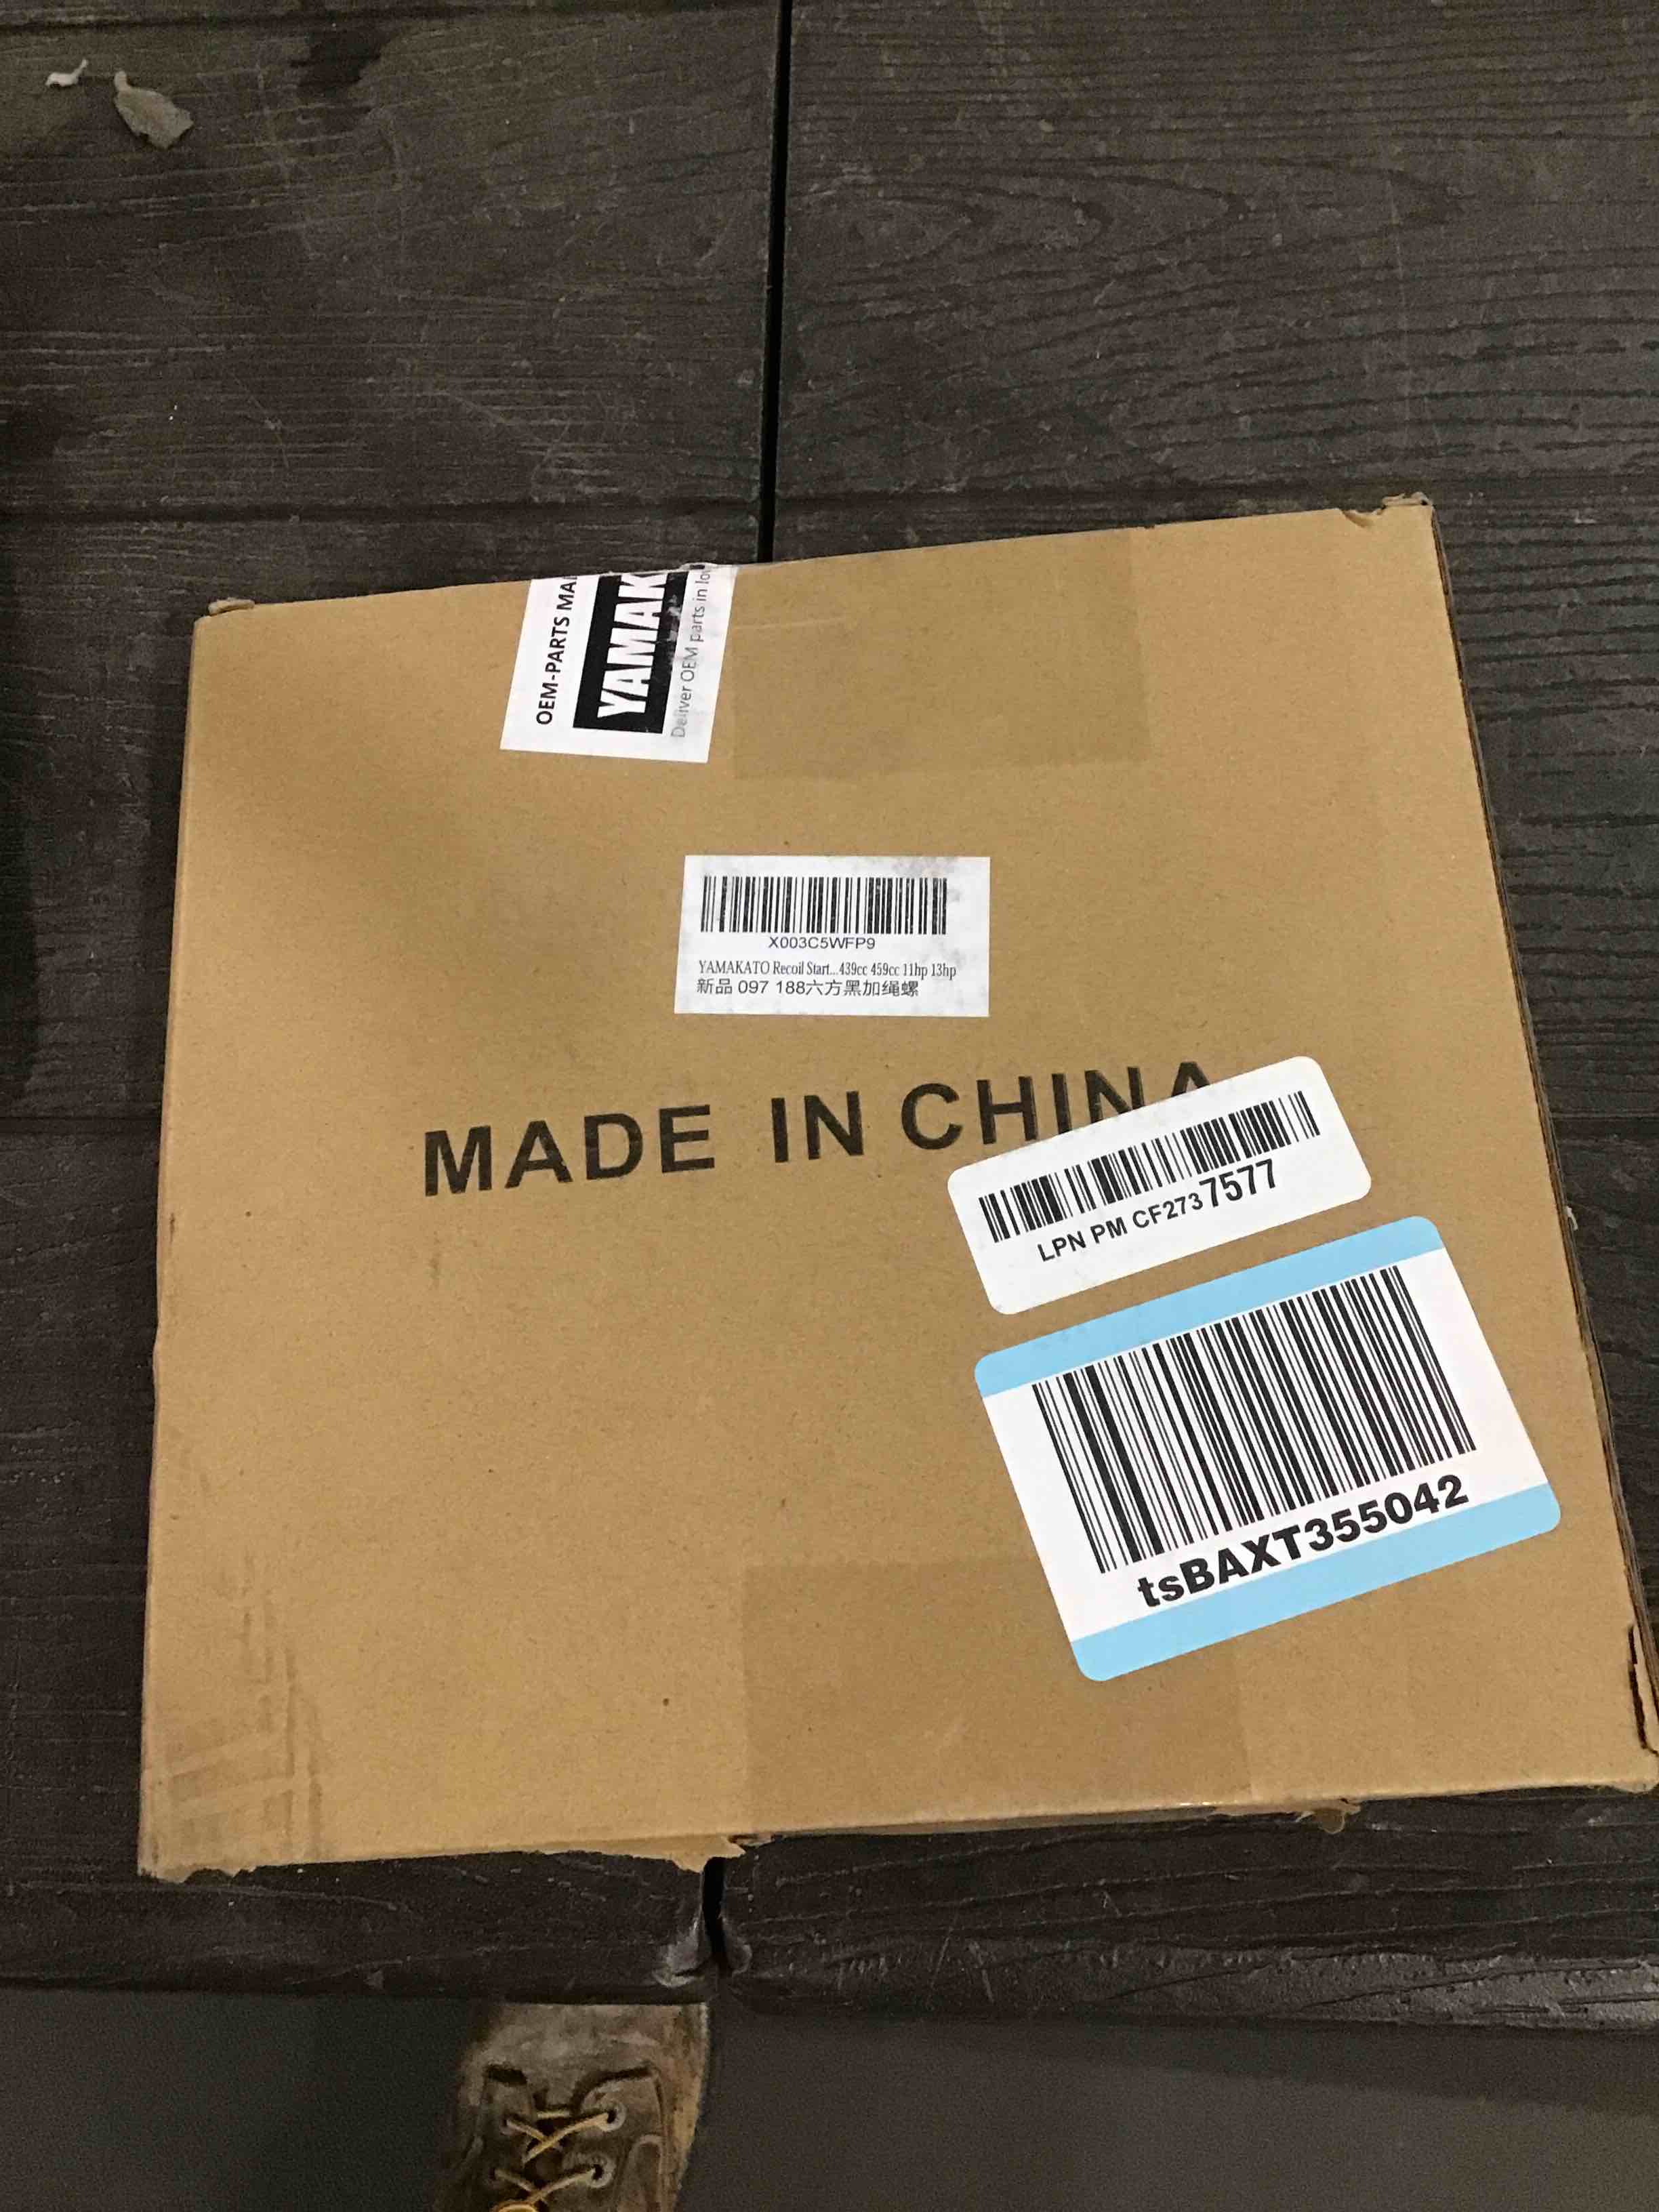 OEM-PARTS MA
YAMAK
Deliver OEM parts in lo
X003C5WFP9
YAMAKATO Recoil Start...439cc 459cc 11hp 13hp
新品 097 188六方黑加绳螺
MADE IN CHINA
LPN PM CF2737577
tsBAXT355042